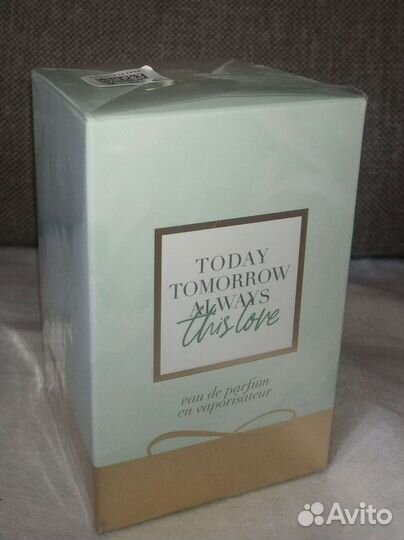 TODAY
TOMORROW
ALWAYS
this love
eau de parfum
en vaporisateur
Avito